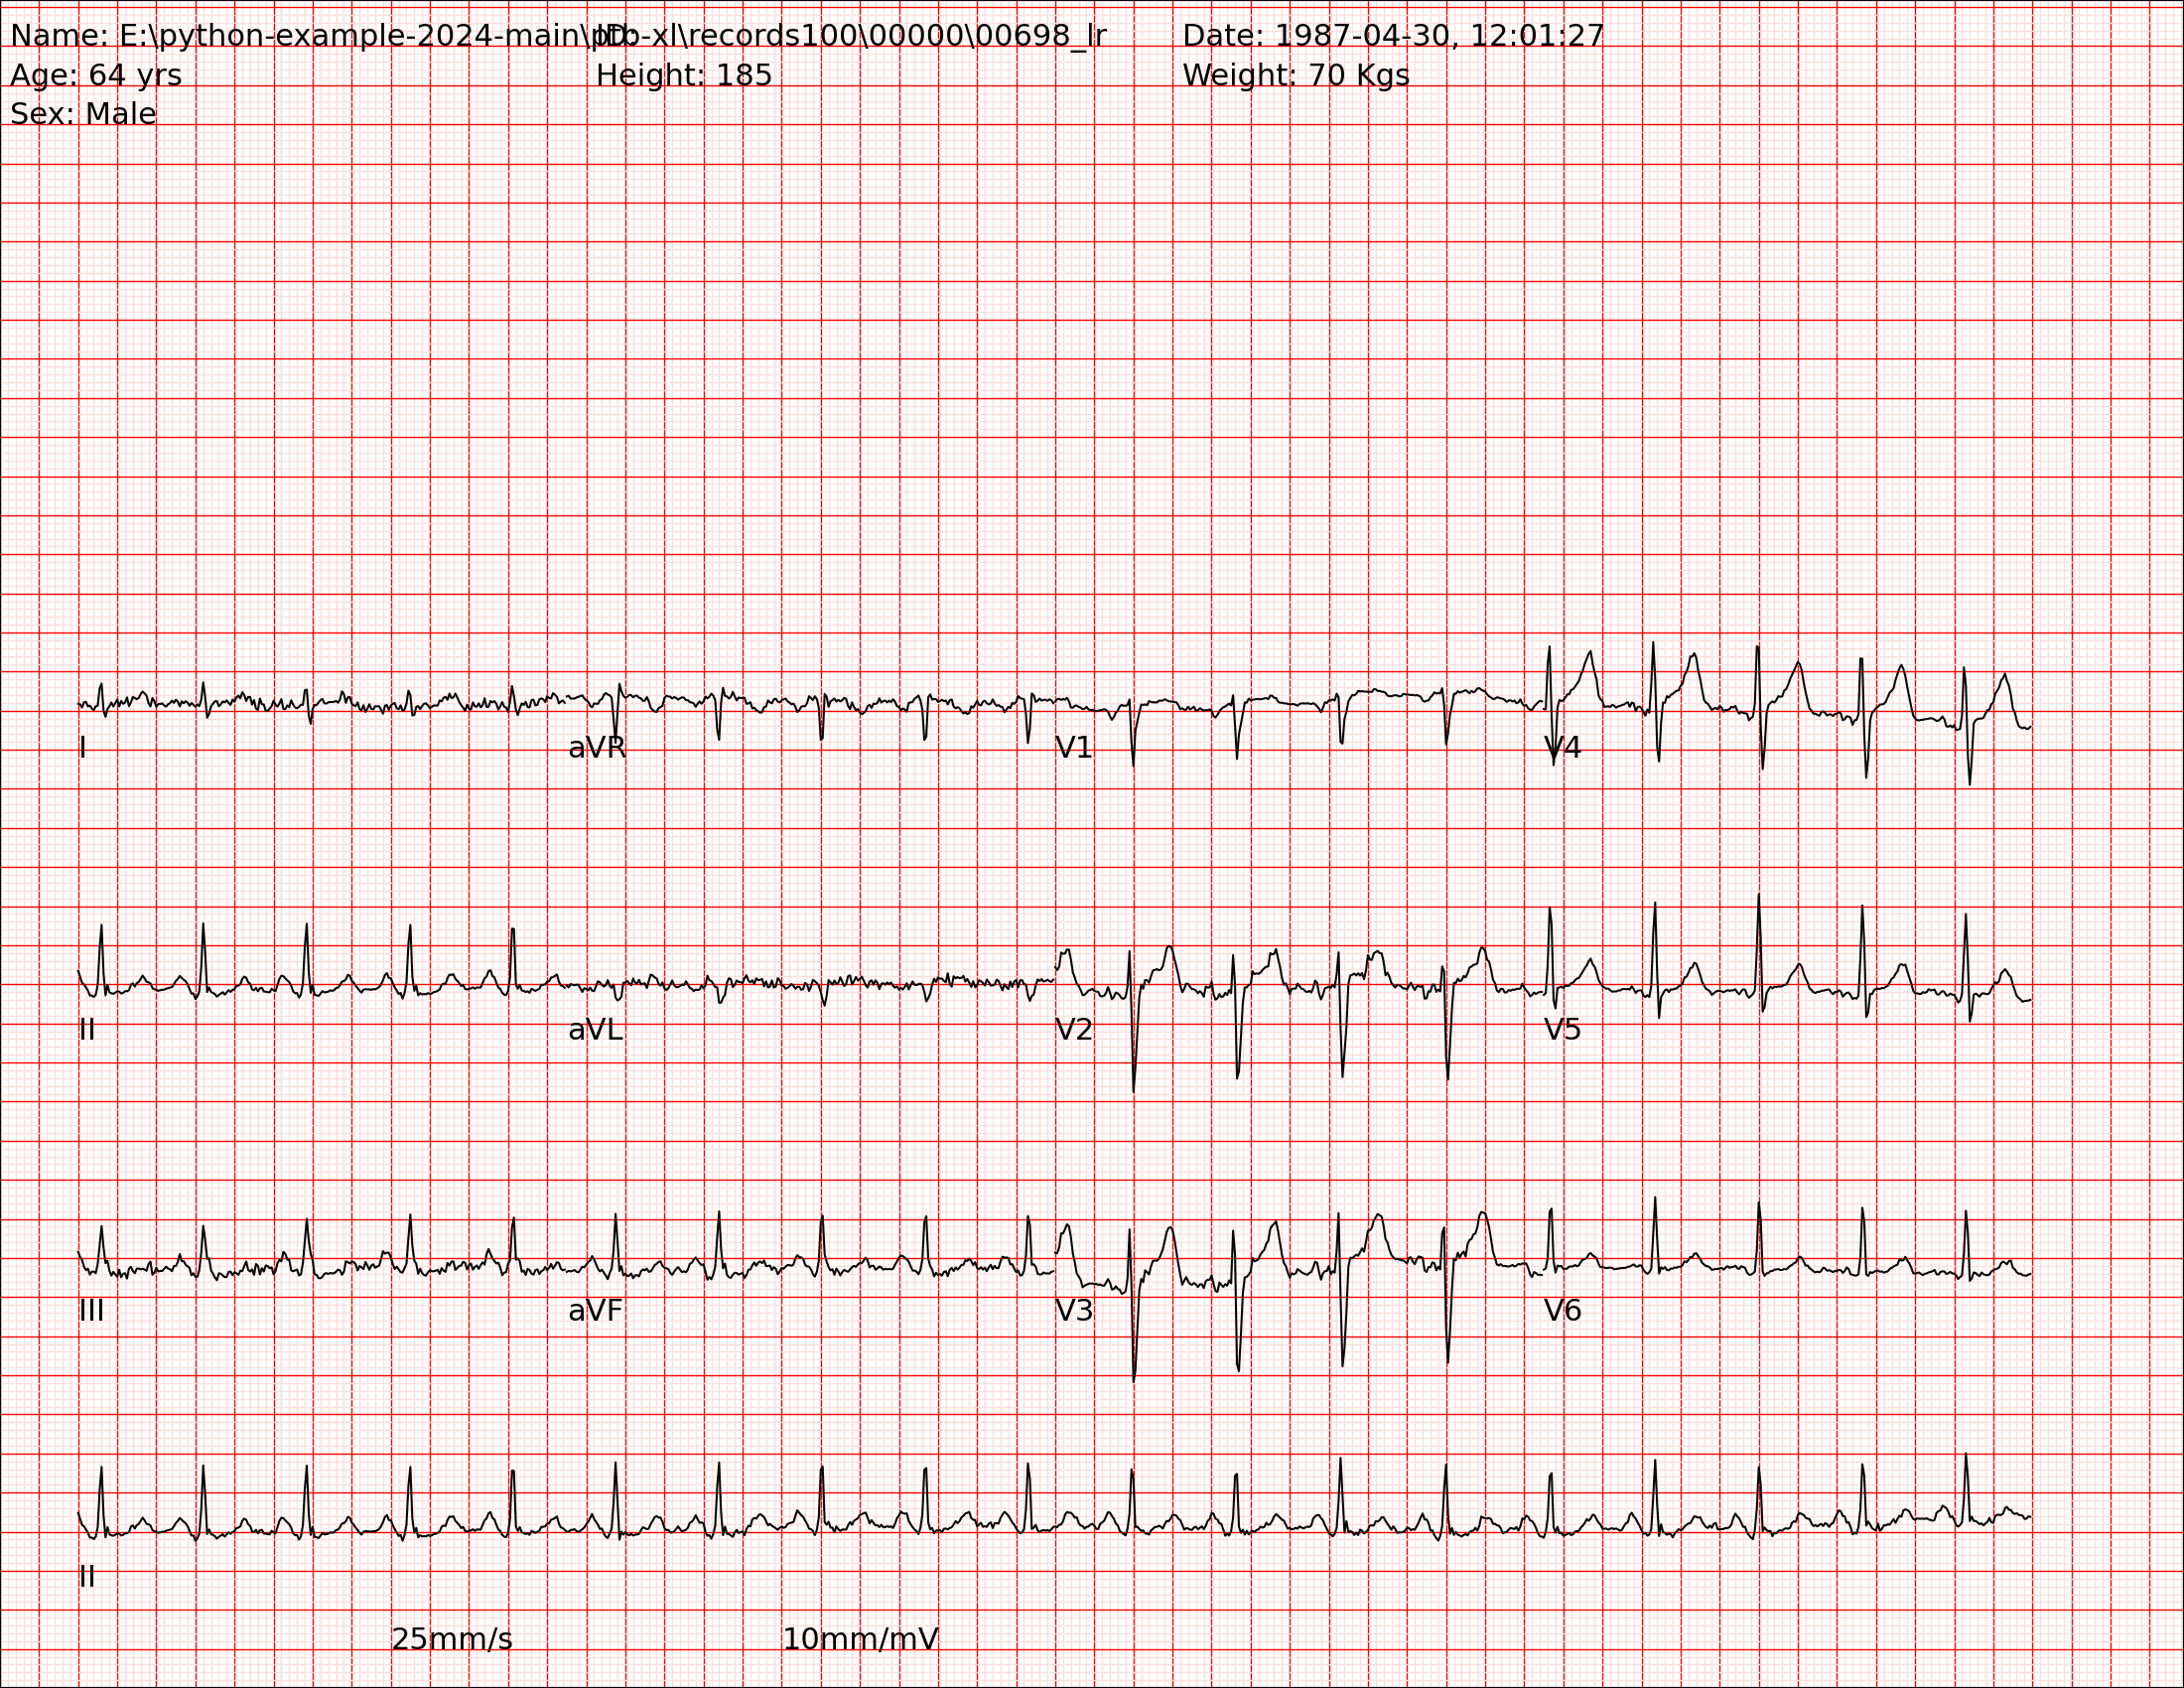 Name: E:\python-example-2024-main\ptb-xl\records100\00000\00698_lr ID: Date: 1987-04-30, 12:01:27
Age: 64 yrs Height: 185 Weight: 70 Kgs
Sex: Male
I aVR V1 V4
II aVL V2 V5
III aVF V3 V6
II
25mm/s 10mm/mV